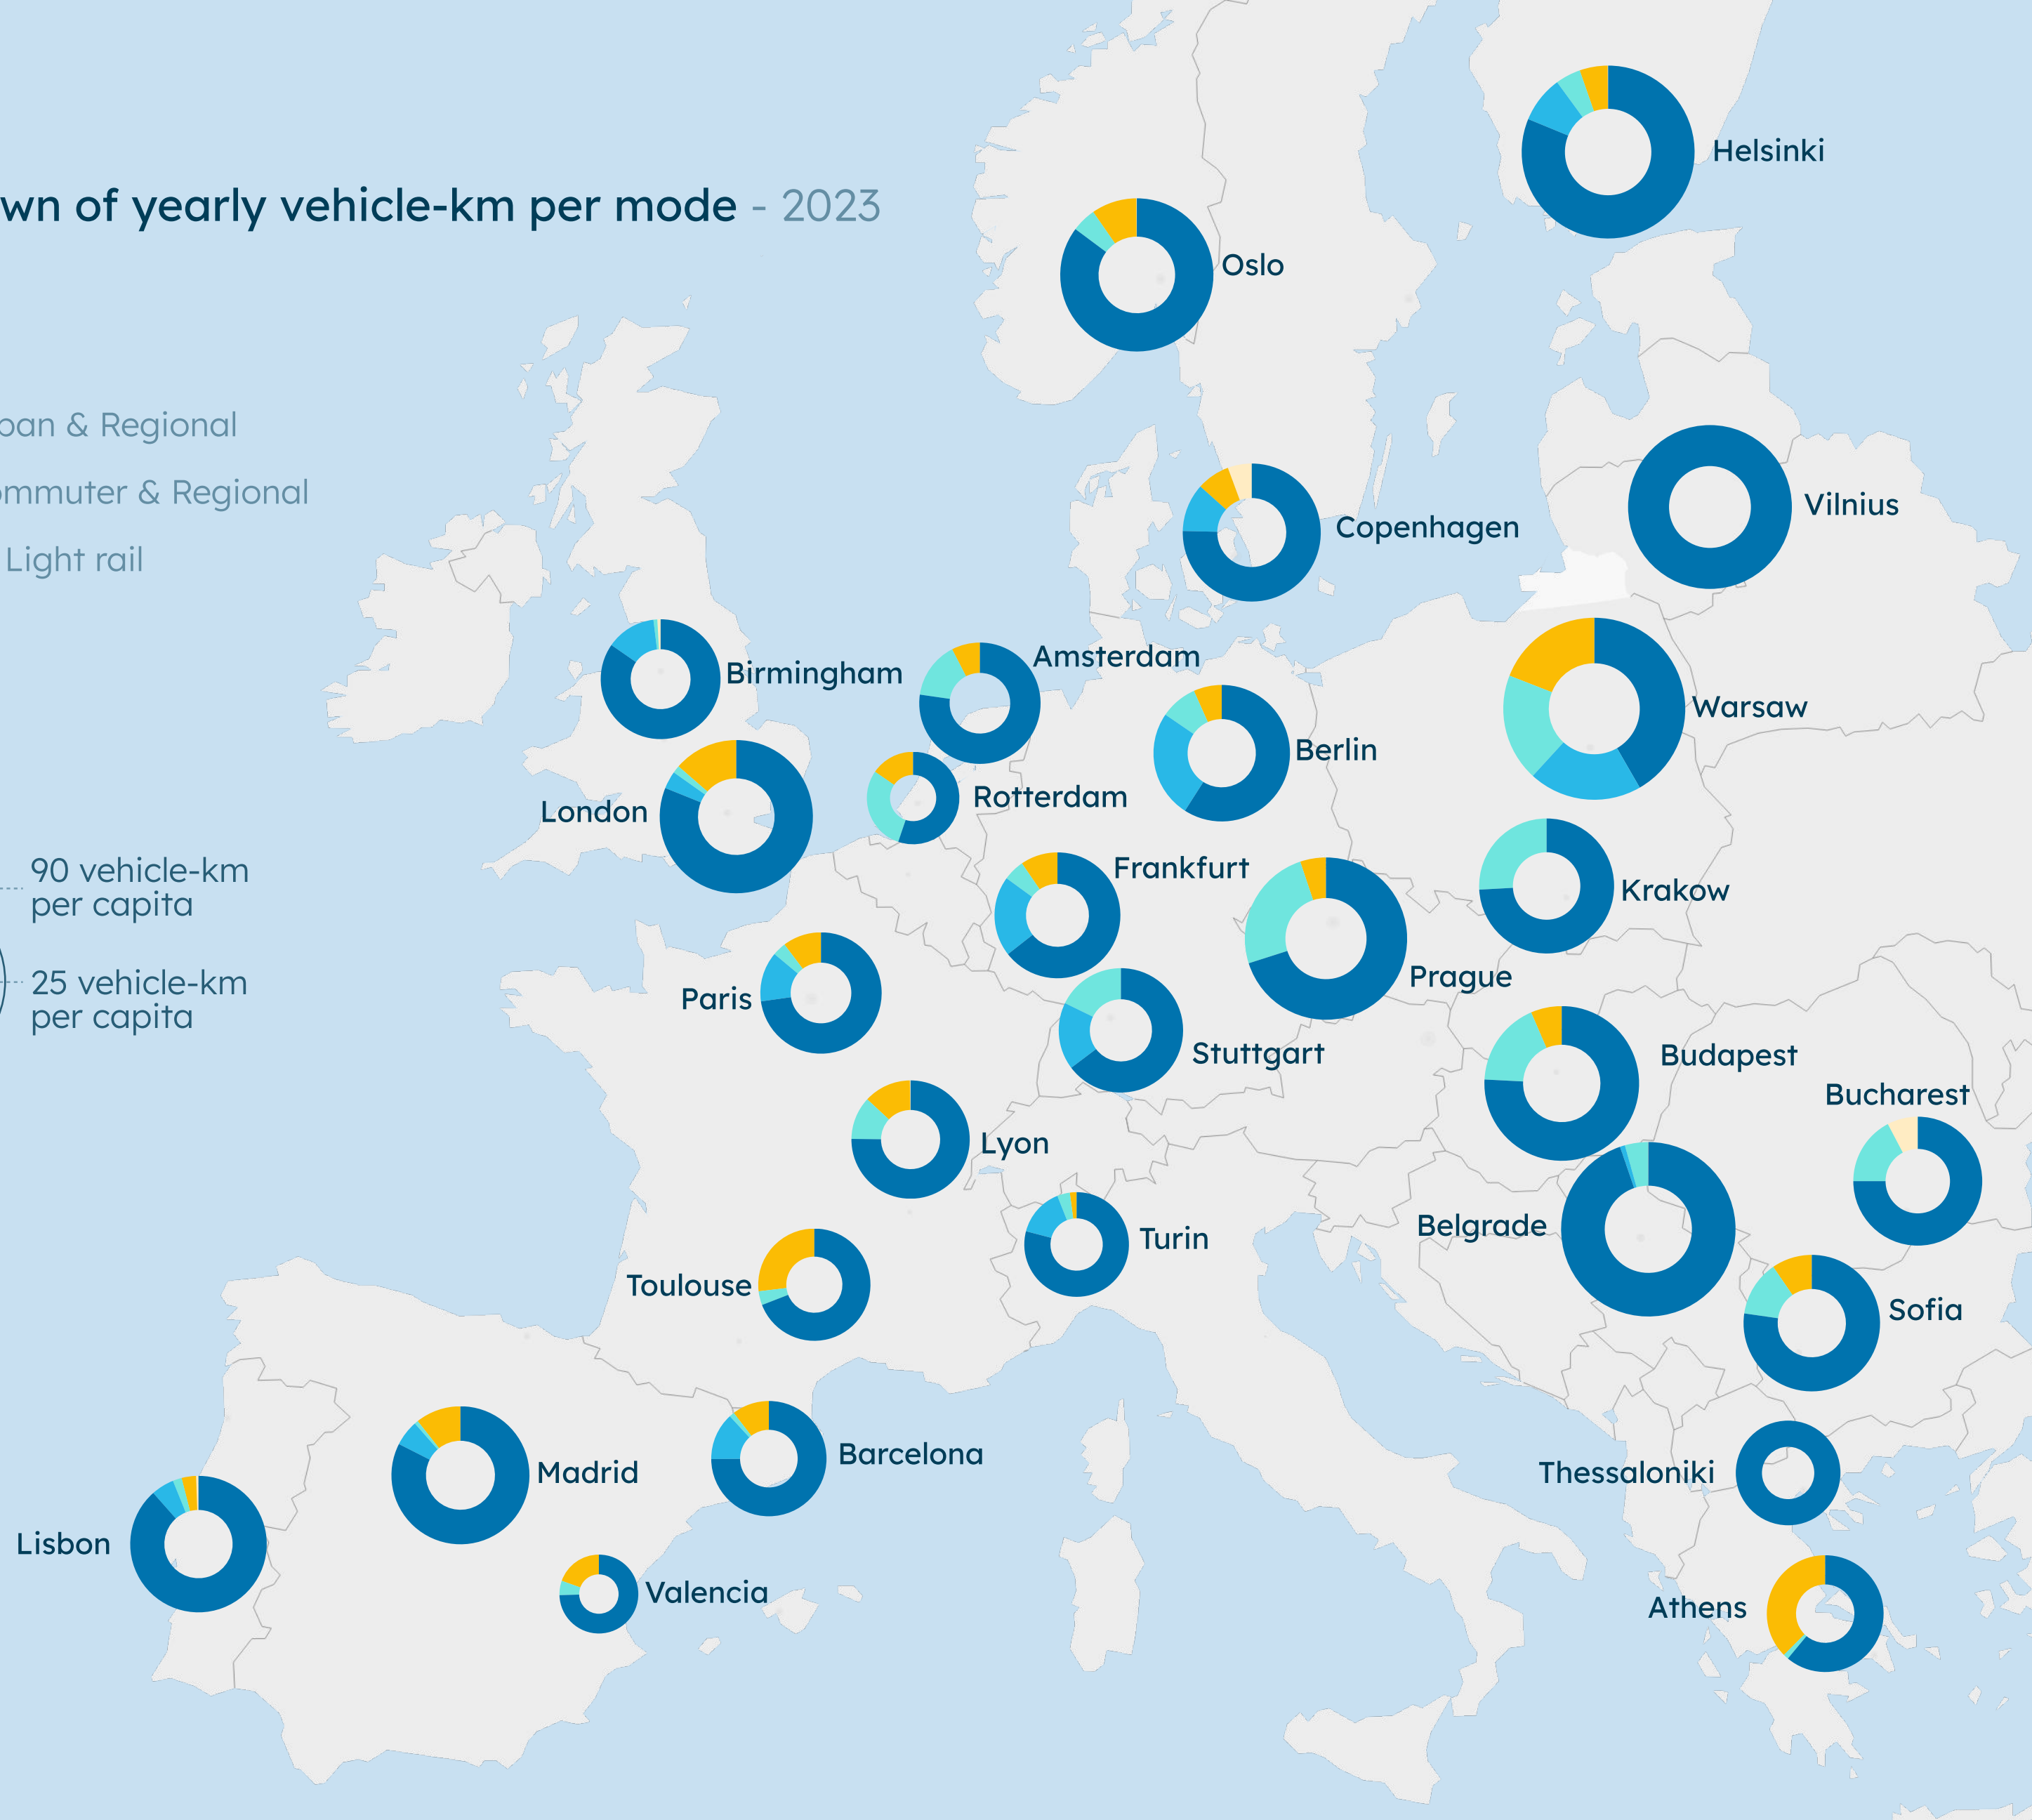 Helsinki
wn of yearly vehicle-km per mode - 2023
Oslo
ban & Regional
ommuter & Regional
Light rail
Vilnius
Copenhagen
Birmingham
Amsterdam
Warsaw
Berlin
London
Rotterdam
90 vehicle-km
per capita
Frankfurt
Krakow
25 vehicle-km
per capita
Paris
Prague
Stuttgart
Budapest
Bucharest
Lyon
Belgrade
Turin
Toulouse
Sofia
Barcelona
Madrid
Thessaloniki
Lisbon
Valencia
Athens